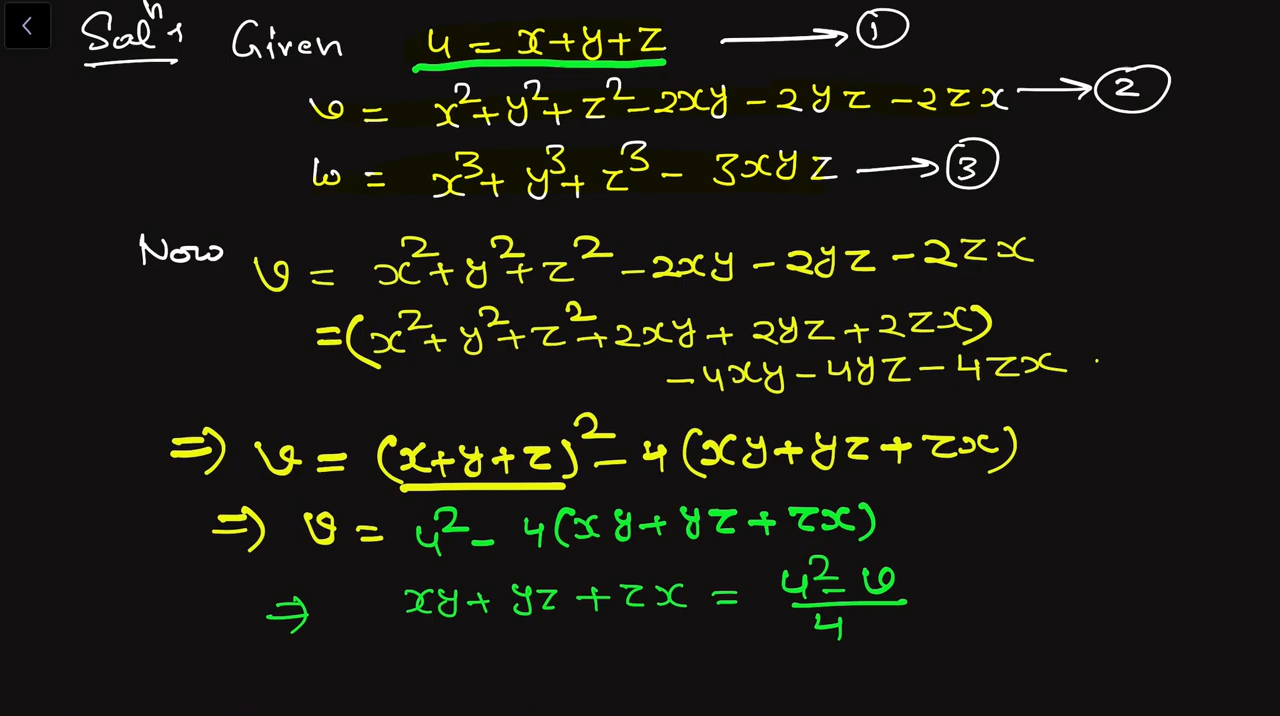 Solⁿ: Given u = x+y+z ⟶ ①
v = x²+y²+z²-2xy-2yz-2zx ⟶ ②
w = x³+y³+z³-3xyz ⟶ ③
Now v = x²+y²+z²-2xy-2yz-2zx
=(x²+y²+z²+2xy+2yz+2zx)
-4xy-4yz-4zx
⇒ v = (x+y+z)²-4(xy+yz+zx)
⇒ v = u²-4(xy+yz+zx)
⇒ xy+yz+zx = (u²-v)/4